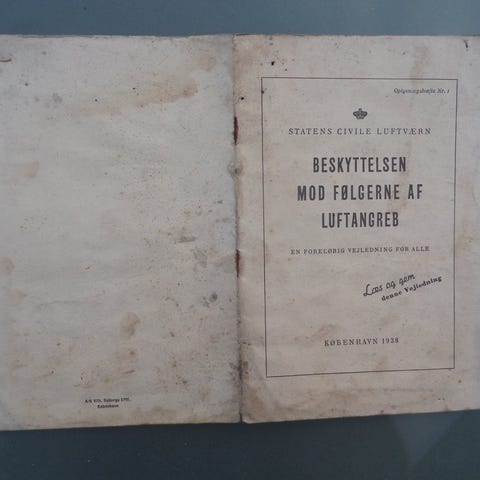 Oplysningshæfte Nr. 1
STATENS CIVILE LUFTVÆRN
BESKYTTELSEN
MOD FØLGERNE AF
LUFTANGREB
EN FORELØBIG VEJLEDNING FOR ALLE
Læs og gem
denne Vejledning
KØBENHAVN 1938
København